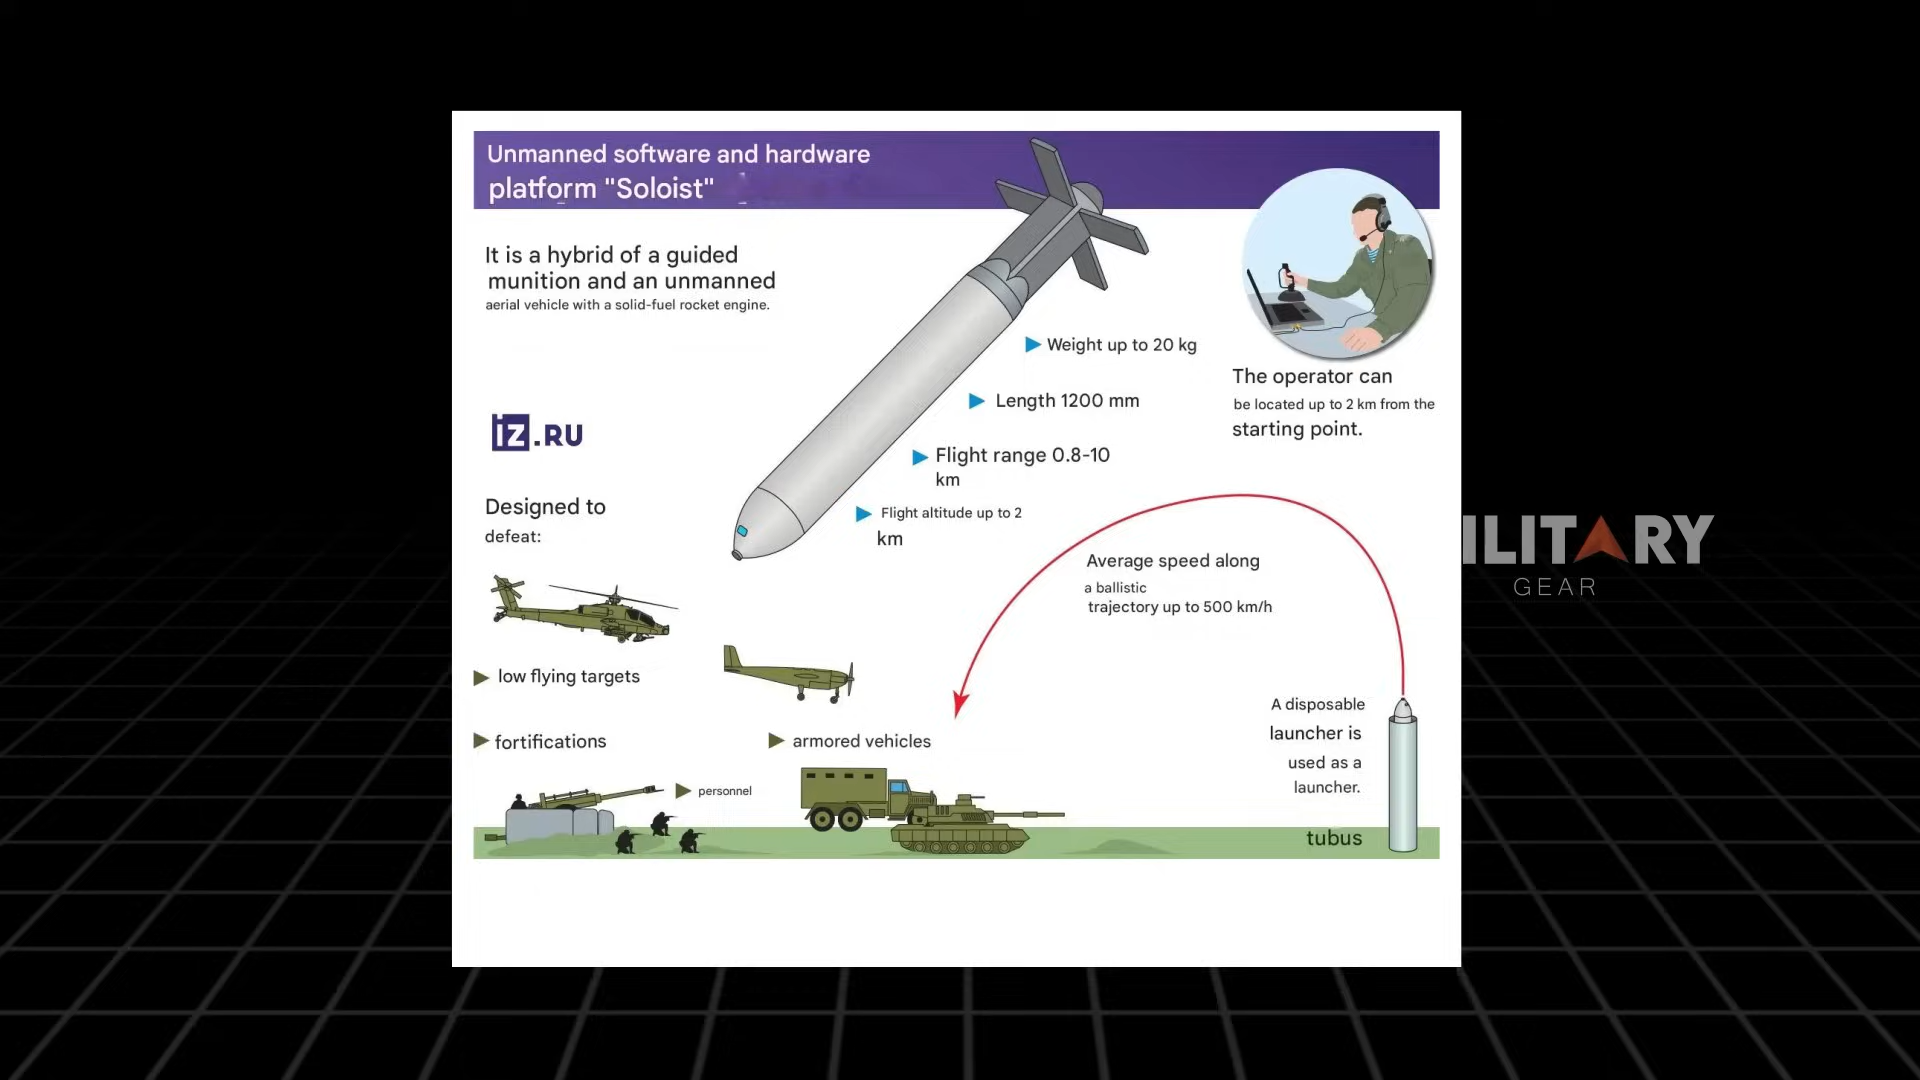 Unmanned software and hardware
platform "Soloist"
It is a hybrid of a guided
munition and an unmanned
aerial vehicle with a solid-fuel rocket engine.
Weight up to 20 kg
Length 1200 mm
Flight range 0.8-10
km
Flight altitude up to 2
km
The operator can
be located up to 2 km from the
starting point.
iz.RU
Designed to
defeat:
low flying targets
fortifications
personnel
armored vehicles
Average speed along
a ballistic
trajectory up to 500 km/h
A disposable
launcher is
used as a
launcher.
tubus
ILITARY
GEAR